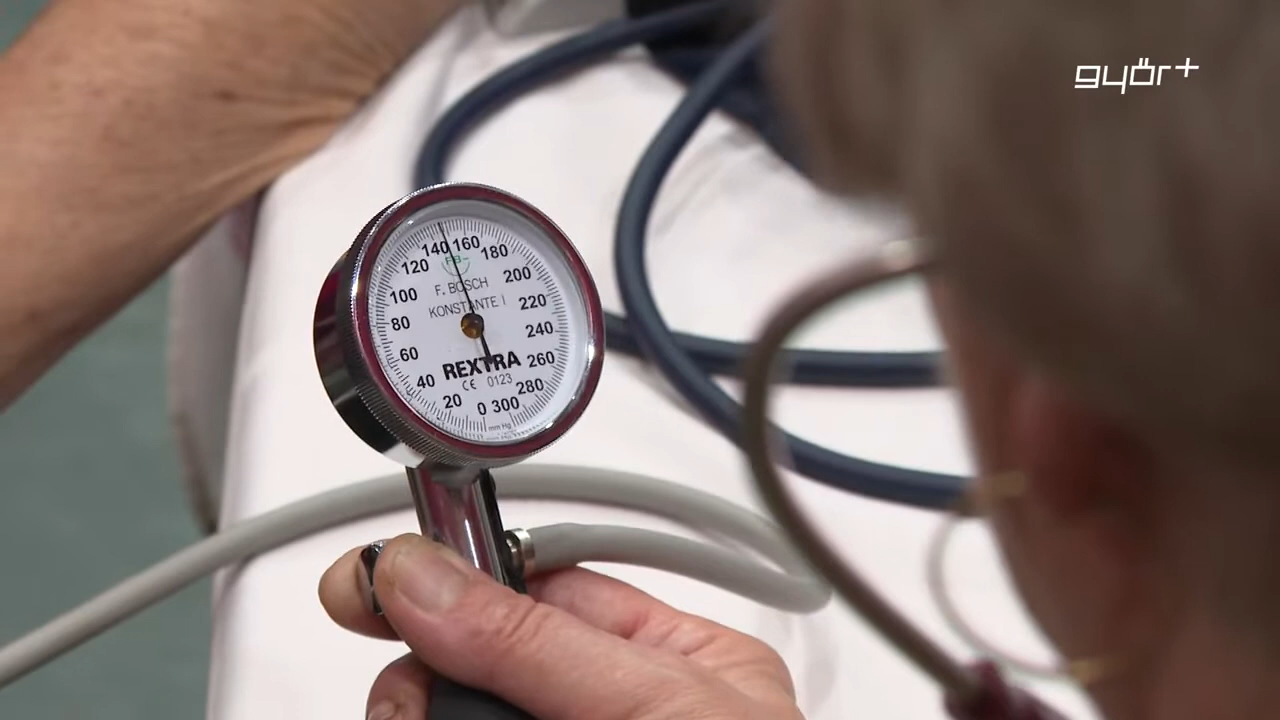 győr+
140 160
120 180
100 200
80 220
60 240
40 260
20 280
0 300
F. BOSCH
KONSTANTE I
REXTRA
CE 0123
mm Hg